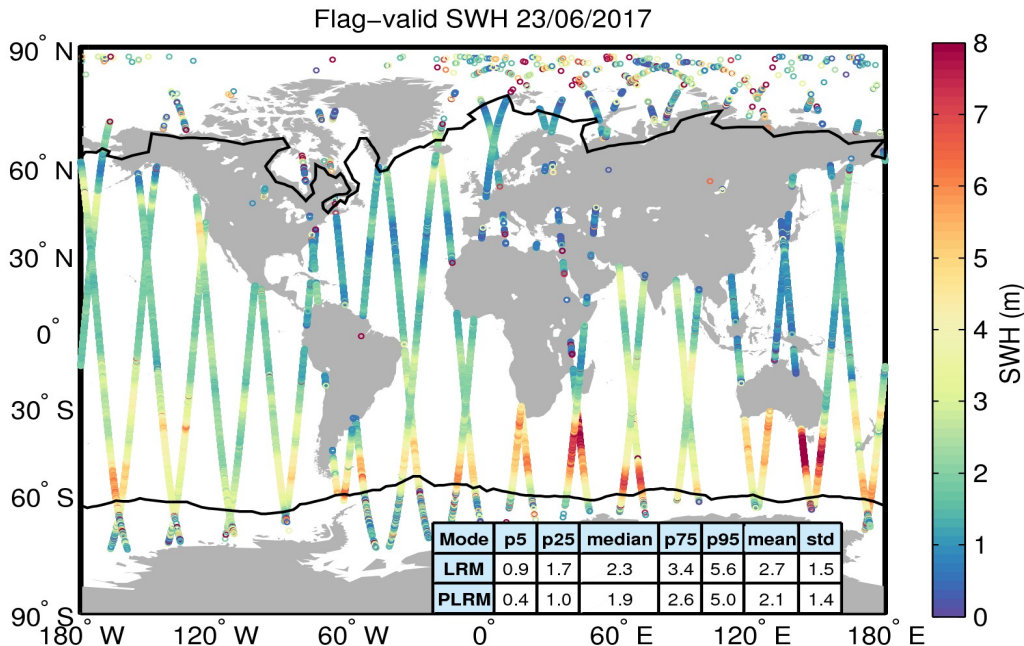 Flag−valid SWH 23/06/2017
90° N
60° N
30° N
0°
30° S
60° S
90° S
180° W
120° W
60° W
0°
60° E
120° E
180° E
Mode p5 p25 median p75 p95 mean std
LRM 0.9 1.7 2.3 3.4 5.6 2.7 1.5
PLRM 0.4 1.0 1.9 2.6 5.0 2.1 1.4
8
7
6
5
4
3
2
1
0
SWH (m)